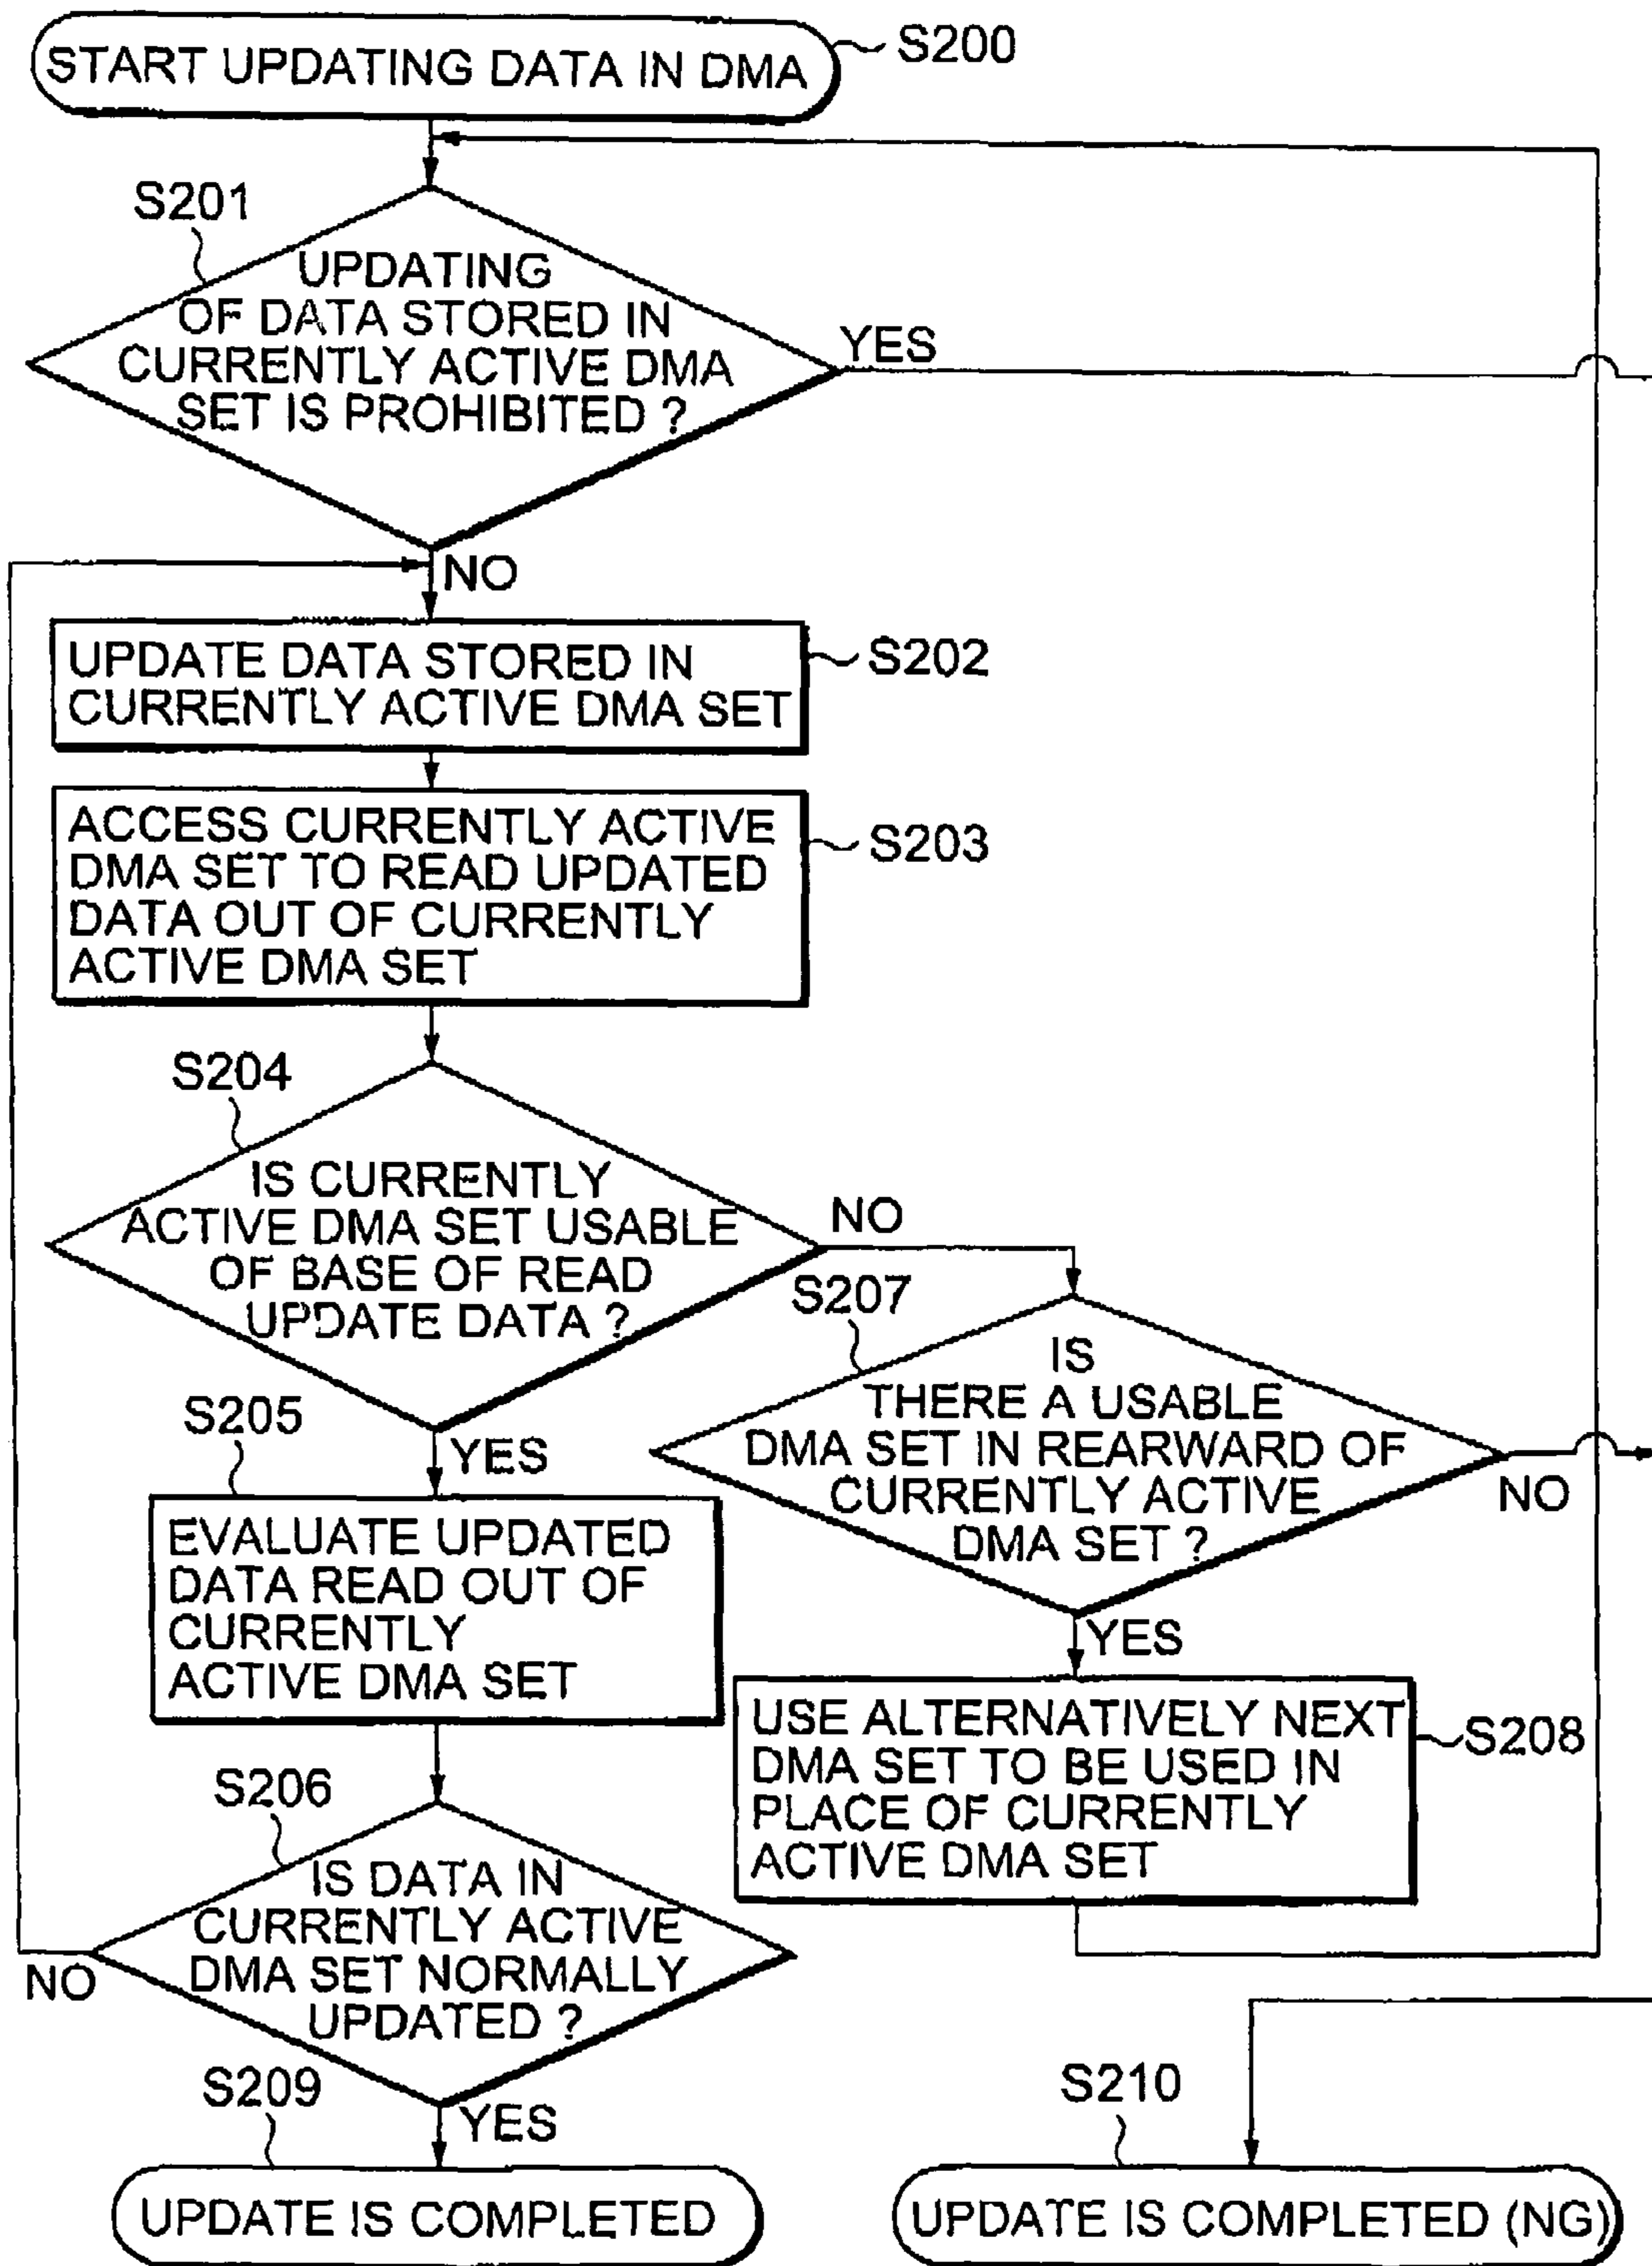 START UPDATING DATA IN DMA
S200
S201
UPDATING
OF DATA STORED IN
CURRENTLY ACTIVE DMA
SET IS PROHIBITED ?
YES
NO
UPDATE DATA STORED IN
CURRENTLY ACTIVE DMA SET
S202
ACCESS CURRENTLY ACTIVE
DMA SET TO READ UPDATED
DATA OUT OF CURRENTLY
ACTIVE DMA SET
S203
S204
IS CURRENTLY
ACTIVE DMA SET USABLE
OF BASE OF READ
UPDATE DATA ?
NO
YES
S207
IS
THERE A USABLE
DMA SET IN REARWARD OF
CURRENTLY ACTIVE
DMA SET ?
NO
YES
S205
EVALUATE UPDATED
DATA READ OUT OF
CURRENTLY
ACTIVE DMA SET
USE ALTERNATIVELY NEXT
DMA SET TO BE USED IN
PLACE OF CURRENTLY
ACTIVE DMA SET
S208
S206
IS DATA IN
CURRENTLY ACTIVE
DMA SET NORMALLY
UPDATED ?
NO
YES
S209
UPDATE IS COMPLETED
S210
UPDATE IS COMPLETED (NG)